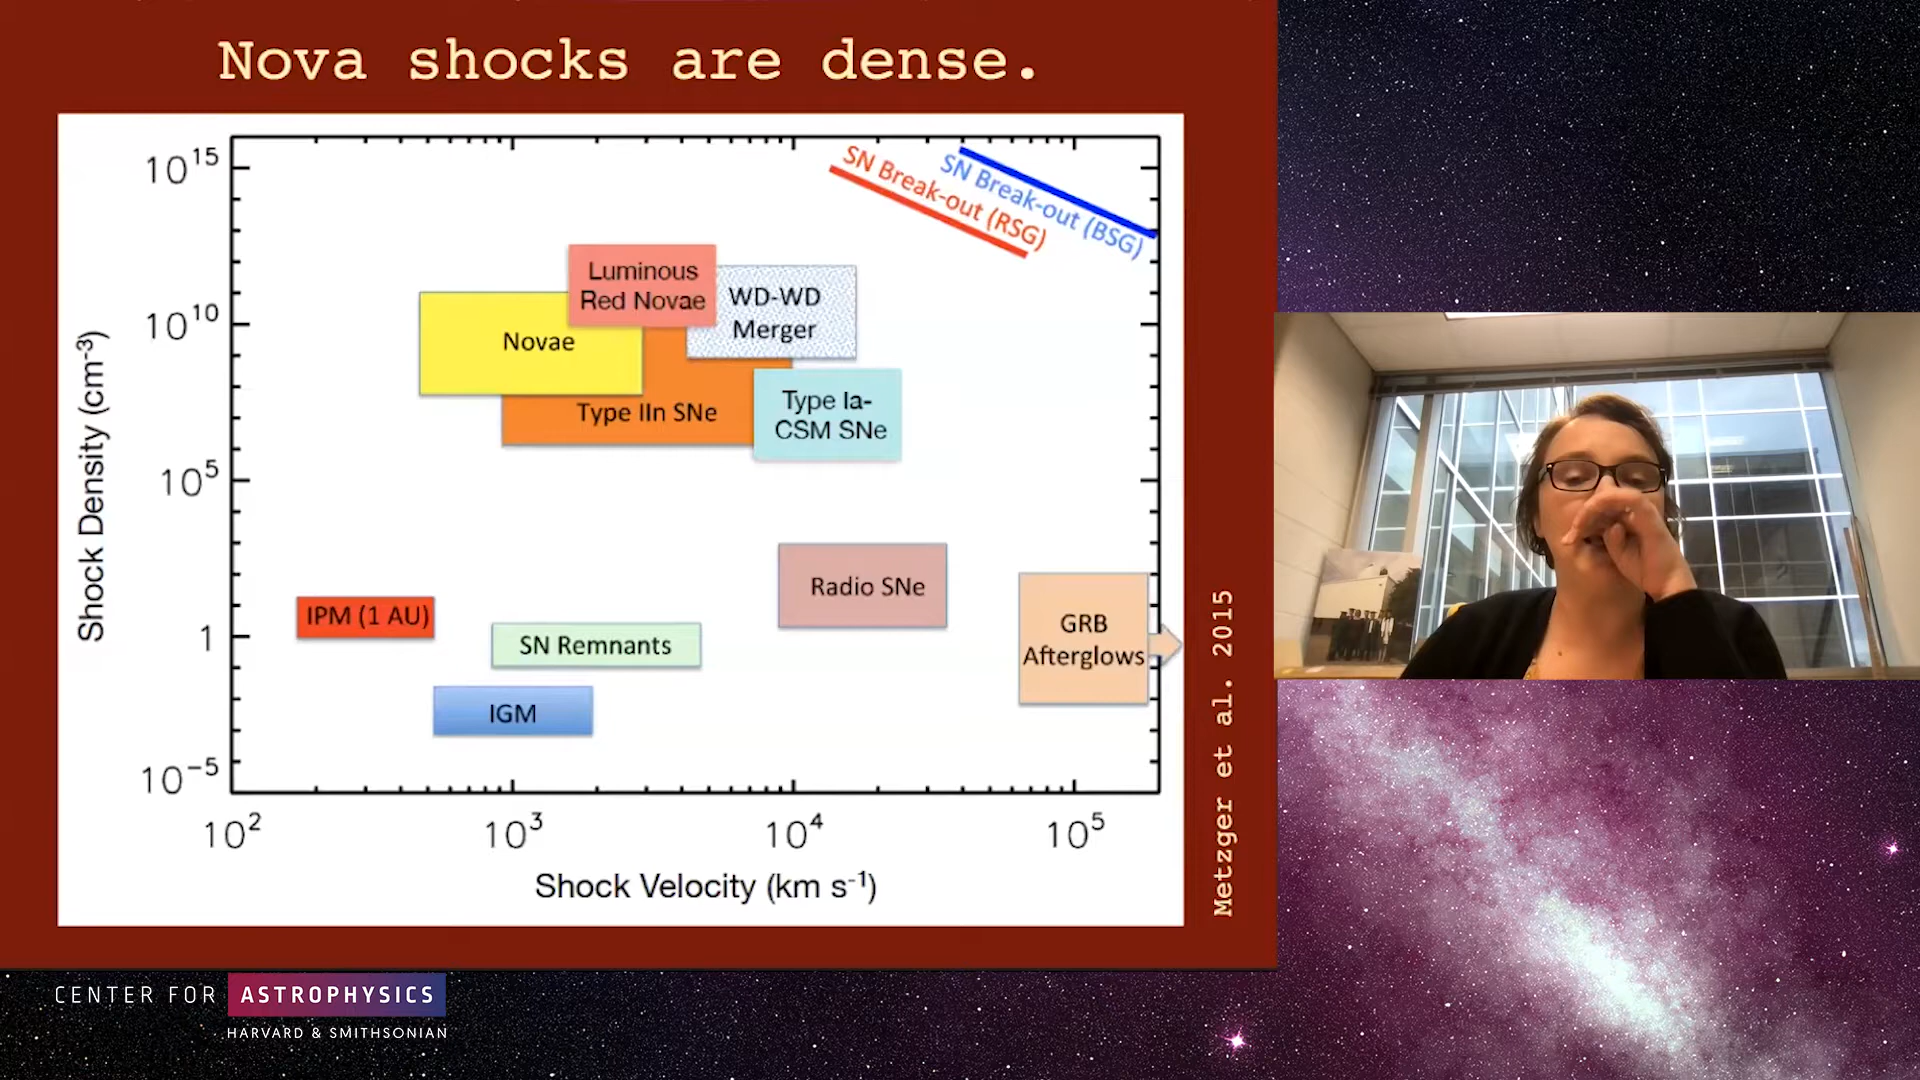 Nova shocks are dense.
10^15
10^10
10^5
1
10^-5
Shock Density (cm^-3)
SN Break-out (RSG)
SN Break-out (BSG)
Luminous
Red Novae
WD-WD
Merger
Novae
Type IIn SNe
Type Ia-
CSM SNe
Radio SNe
IPM (1 AU)
SN Remnants
GRB
Afterglows
IGM
10^2
10^3
10^4
10^5
Shock Velocity (km s^-1)
Metzger et al. 2015
CENTER FOR ASTROPHYSICS
HARVARD & SMITHSONIAN